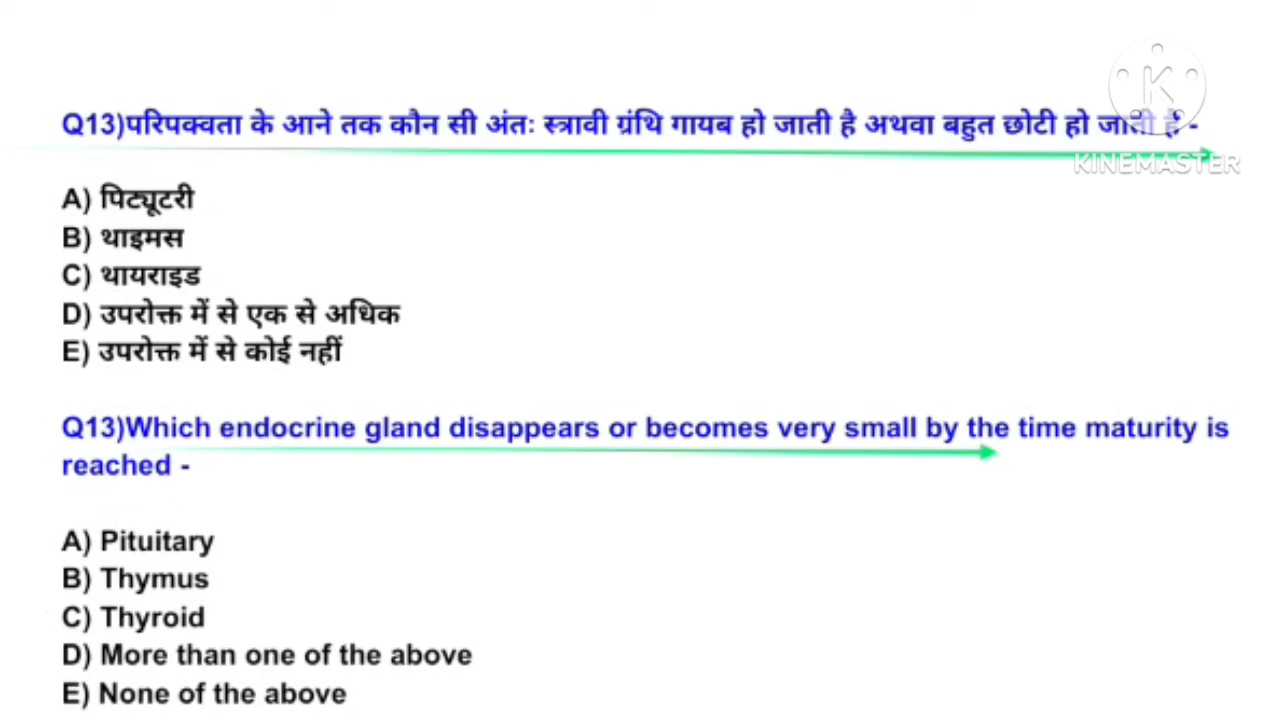 Q13)परिपक्वता के आने तक कौन सी अंतः स्त्रावी ग्रंथि गायब हो जाती है अथवा बहुत छोटी हो जाती है -
KINEMASTER
A) पिट्यूटरी
B) थाइमस
C) थायराइड
D) उपरोक्त में से एक से अधिक
E) उपरोक्त में से कोई नहीं
Q13)Which endocrine gland disappears or becomes very small by the time maturity is
reached -
A) Pituitary
B) Thymus
C) Thyroid
D) More than one of the above
E) None of the above